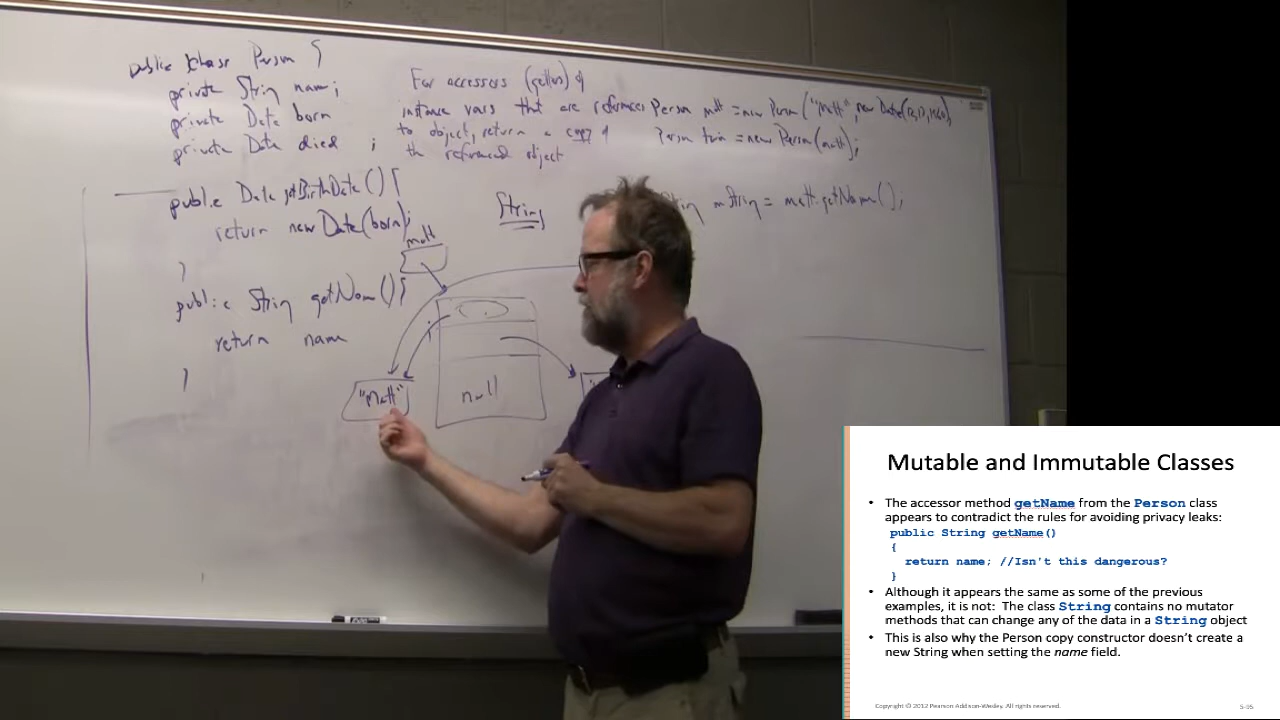 public class Person {
private String name;
private Date born
private Date died ;
For accessors (getters) of
instance vars that are references
to object, return a copy of
the referenced object
Person matt = new Person ("Matt", new Date(
Person twin = new Person(matt);
public Date getBirthDate() {
return new Date(born);
}
public String getName() {
return name
}
String
mString = matt.getName();
matt
"Matt"
null
Mutable and Immutable Classes
• The accessor method getName from the Person class
appears to contradict the rules for avoiding privacy leaks:
public String getName()
{
return name; //Isn't this dangerous?
}
• Although it appears the same as some of the previous
examples, it is not: The class String contains no mutator
methods that can change any of the data in a String object
• This is also why the Person copy constructor doesn't create a
new String when setting the name field.
Copyright © 2012 Pearson Addison-Wesley. All rights reserved.
5-95